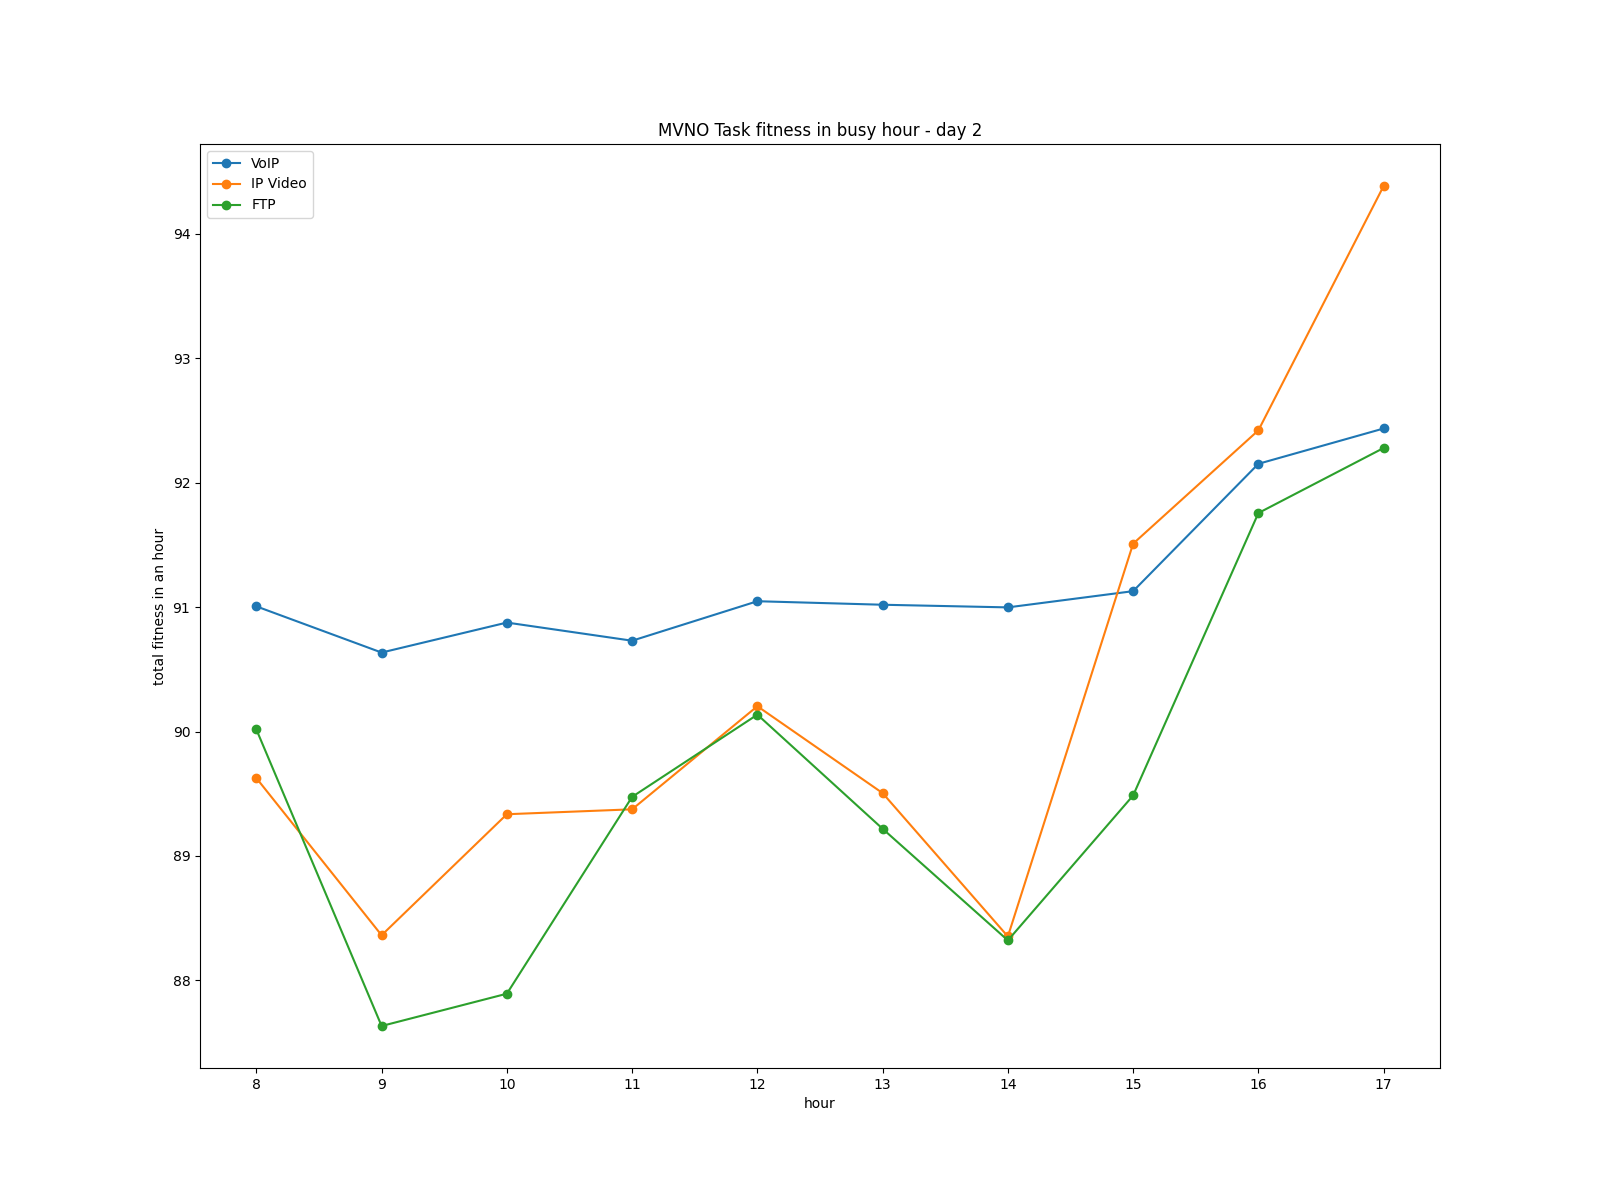 MVNO Task fitness in busy hour - day 2
VoIP
IP Video
FTP
94
93
92
91
90
89
88
total fitness in an hour
8 9 10 11 12 13 14 15 16 17
hour